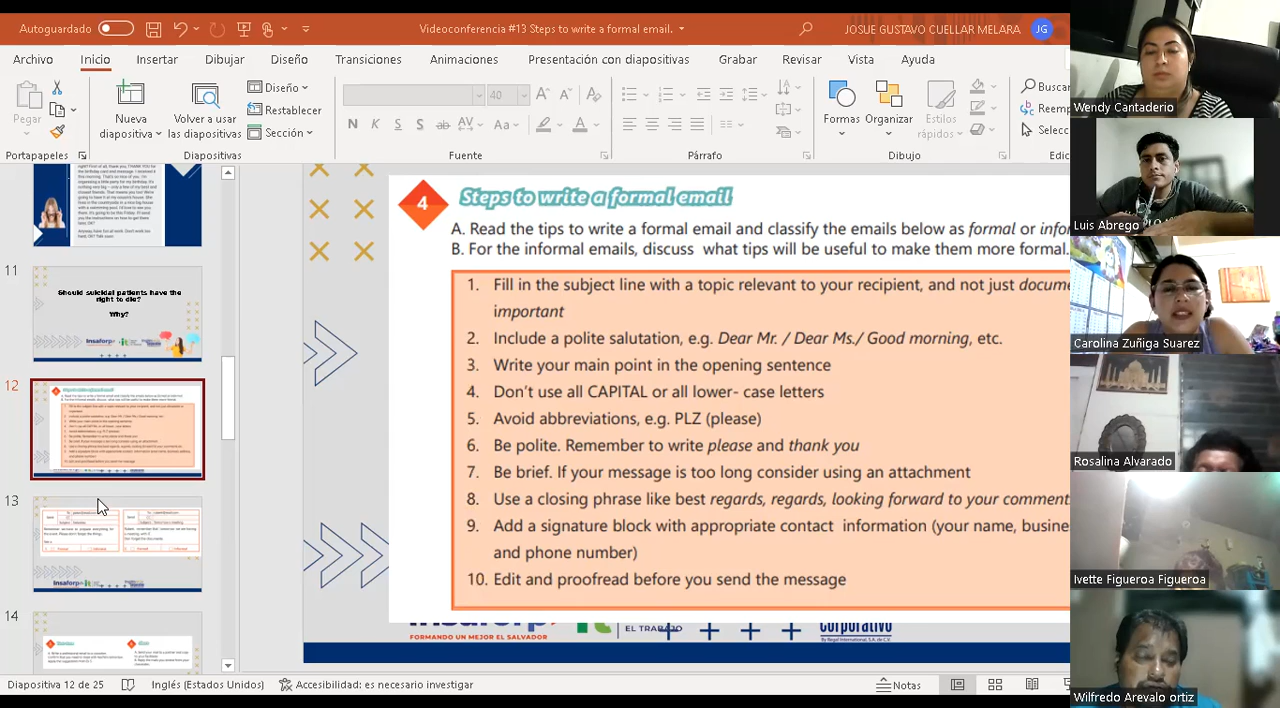 Autoguardado
Videoconferencia #13 Steps to write a formal email.
JOSUE GUSTAVO CUELLAR MELARA
JG
Archivo
Inicio
Insertar
Dibujar
Diseño
Transiciones
Animaciones
Presentación con diapositivas
Grabar
Revisar
Vista
Ayuda
Pegar
Portapapeles
Nueva
diapositiva
Volver a usar
las diapositivas
Diseño
Restablecer
Sección
Diapositivas
40
N K S S ab AV Aa A
Fuente
Párrafo
Formas
Organizar
Estilos
rápidos
Dibujo
Buscar
Reemp
Selecc
Edic
11
Should suicidal patients have the
right to die?
Why?
12
13
14
4
Steps to write a formal email
A. Read the tips to write a formal email and classify the emails below as formal or info
B. For the informal emails, discuss what tips will be useful to make them more formal.
1. Fill in the subject line with a topic relevant to your recipient, and not just docume
important
2. Include a polite salutation, e.g. Dear Mr. / Dear Ms./ Good morning, etc.
3. Write your main point in the opening sentence
4. Don't use all CAPITAL or all lower- case letters
5. Avoid abbreviations, e.g. PLZ (please)
6. Be polite. Remember to write please and thank you
7. Be brief. If your message is too long consider using an attachment
8. Use a closing phrase like best regards, regards, looking forward to your comment
9. Add a signature block with appropriate contact information (your name, busine
and phone number)
10. Edit and proofread before you send the message
Insaforp
FORMANDO UN MEJOR EL SALVADOR
EL TRABAJO
Corporativo
Diapositiva 12 de 25
Inglés (Estados Unidos)
Accesibilidad: es necesario investigar
Notas
Wendy Cantaderio
Luis Abrego
Carolina Zuñiga Suarez
Rosalina Alvarado
Ivette Figueroa Figueroa
Wilfredo Arevalo ortiz